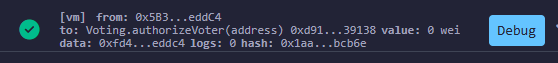 [vm] from: 0x5B3...eddC4
to: Voting.authorizeVoter(address) 0xd91...39138 value: 0 wei
data: 0xfd4...eddc4 logs: 0 hash: 0x1aa...bcb6e
Debug